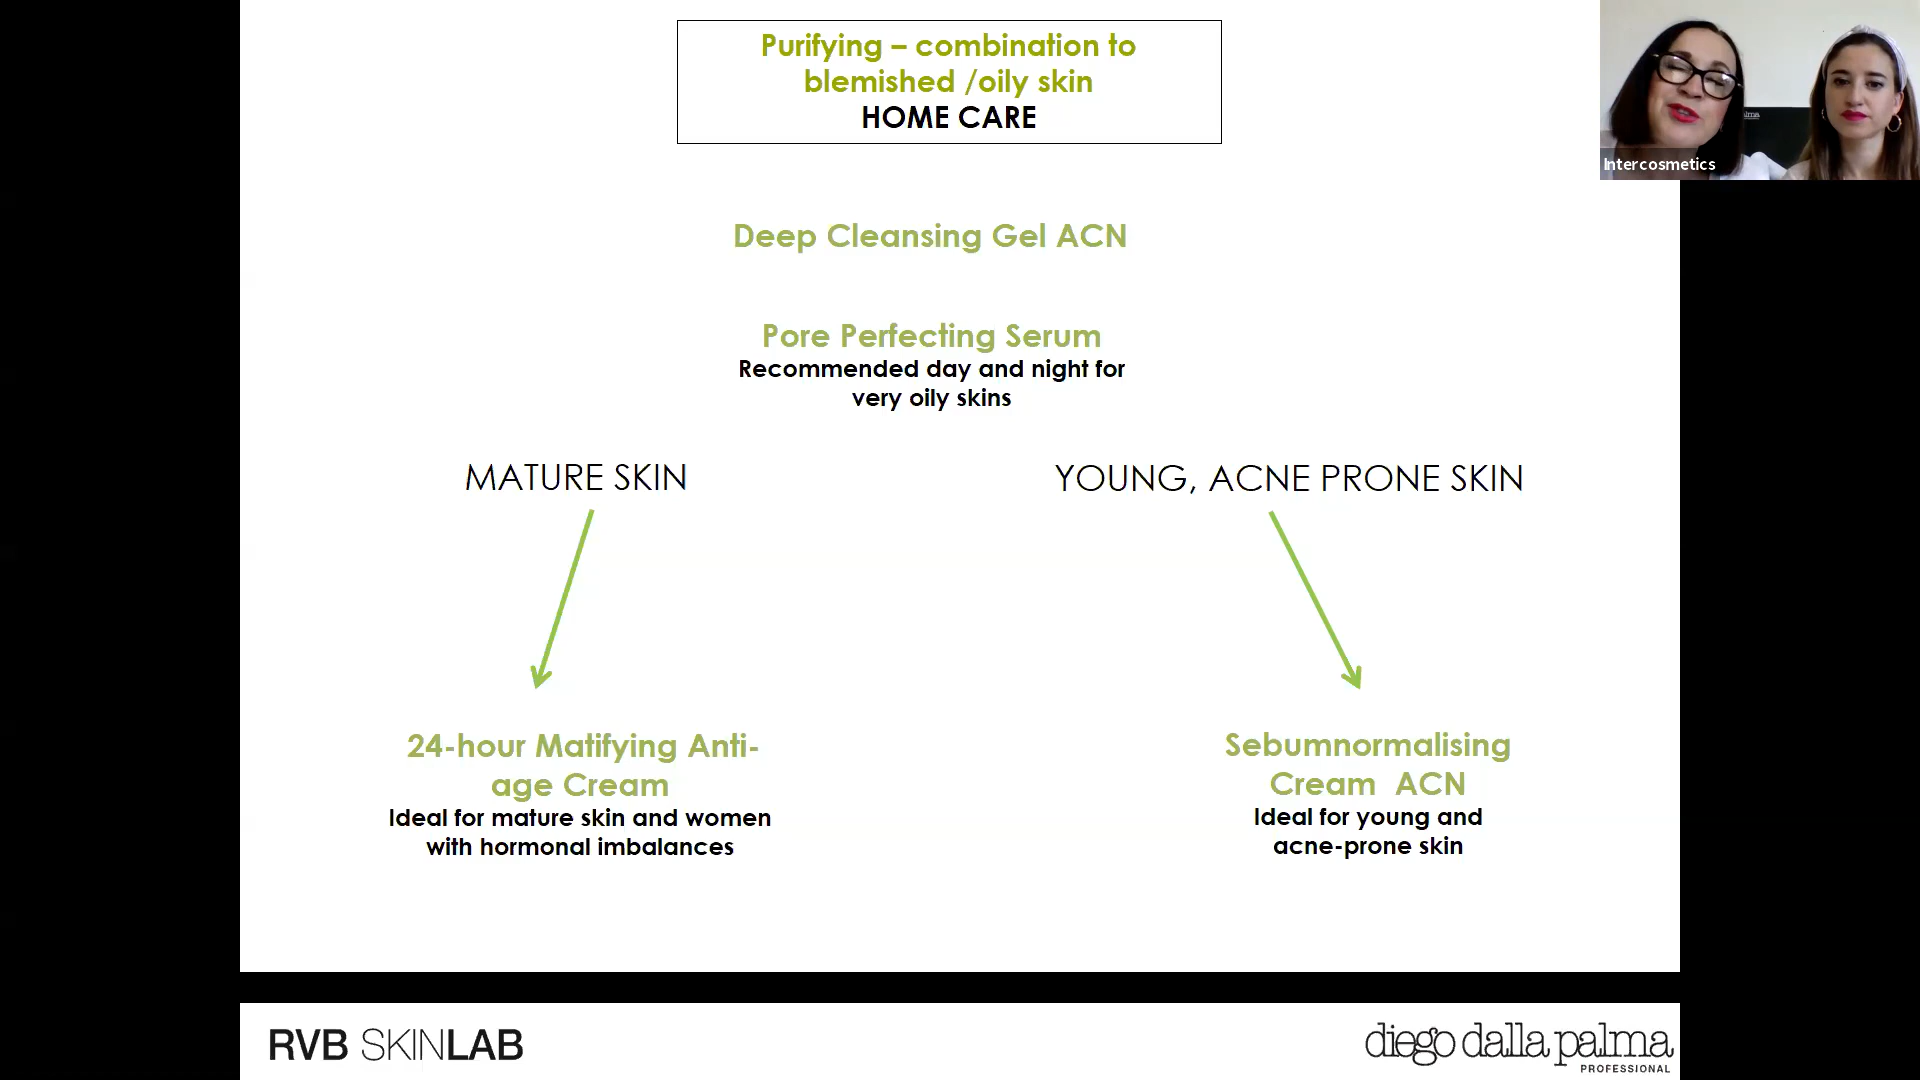 Purifying – combination to
blemished /oily skin
HOME CARE
Intercosmetics
Deep Cleansing Gel ACN
Pore Perfecting Serum
Recommended day and night for
very oily skins
MATURE SKIN
YOUNG, ACNE PRONE SKIN
24-hour Matifying Anti-
age Cream
Ideal for mature skin and women
with hormonal imbalances
Sebumnormalising
Cream ACN
Ideal for young and
acne-prone skin
RVB SKINLAB
diego dalla palma
PROFESSIONAL